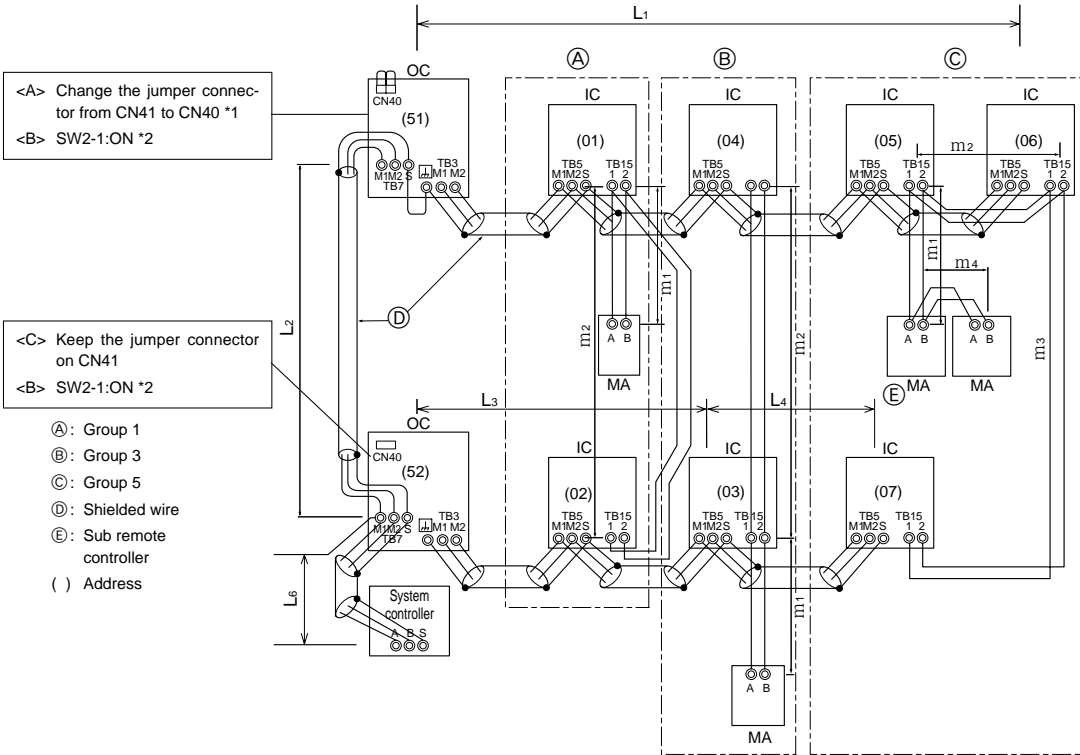 L1
Ⓐ
Ⓑ
Ⓒ
<A> Change the jumper connec-
tor from CN41 to CN40 *1
<B> SW2-1:ON *2
OC
CN40
(51)
M1M2 S
TB7
TB3
M1 M2
IC
(01)
TB5
M1M2S
TB15
1 2
IC
(04)
TB5
M1M2S
IC
(05)
TB5
M1M2S
TB15
1 2
IC
(06)
TB5
M1M2S
TB15
1 2
m2
m1
m4
m3
m1
m2
m2
L2
Ⓓ
A B
MA
A B
MA
A B
MA
Ⓔ
<C> Keep the jumper connector
on CN41
<B> SW2-1:ON *2
L3
L4
OC
CN40
(52)
M1M2 S
TB7
TB3
M1 M2
IC
(02)
TB5
M1M2S
TB15
1 2
IC
(03)
TB5
M1M2S
TB15
1 2
IC
(07)
TB5
M1M2S
TB15
1 2
Ⓐ: Group 1
Ⓑ: Group 3
Ⓒ: Group 5
Ⓓ: Shielded wire
Ⓔ: Sub remote
controller
( ) Address
L6
System
controller
A B S
m1
A B
MA